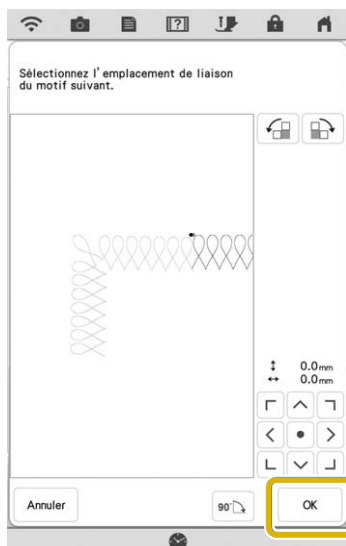 Sélectionnez l'emplacement de liaison
du motif suivant.
0.0mm
0.0mm
Annuler
90°
OK